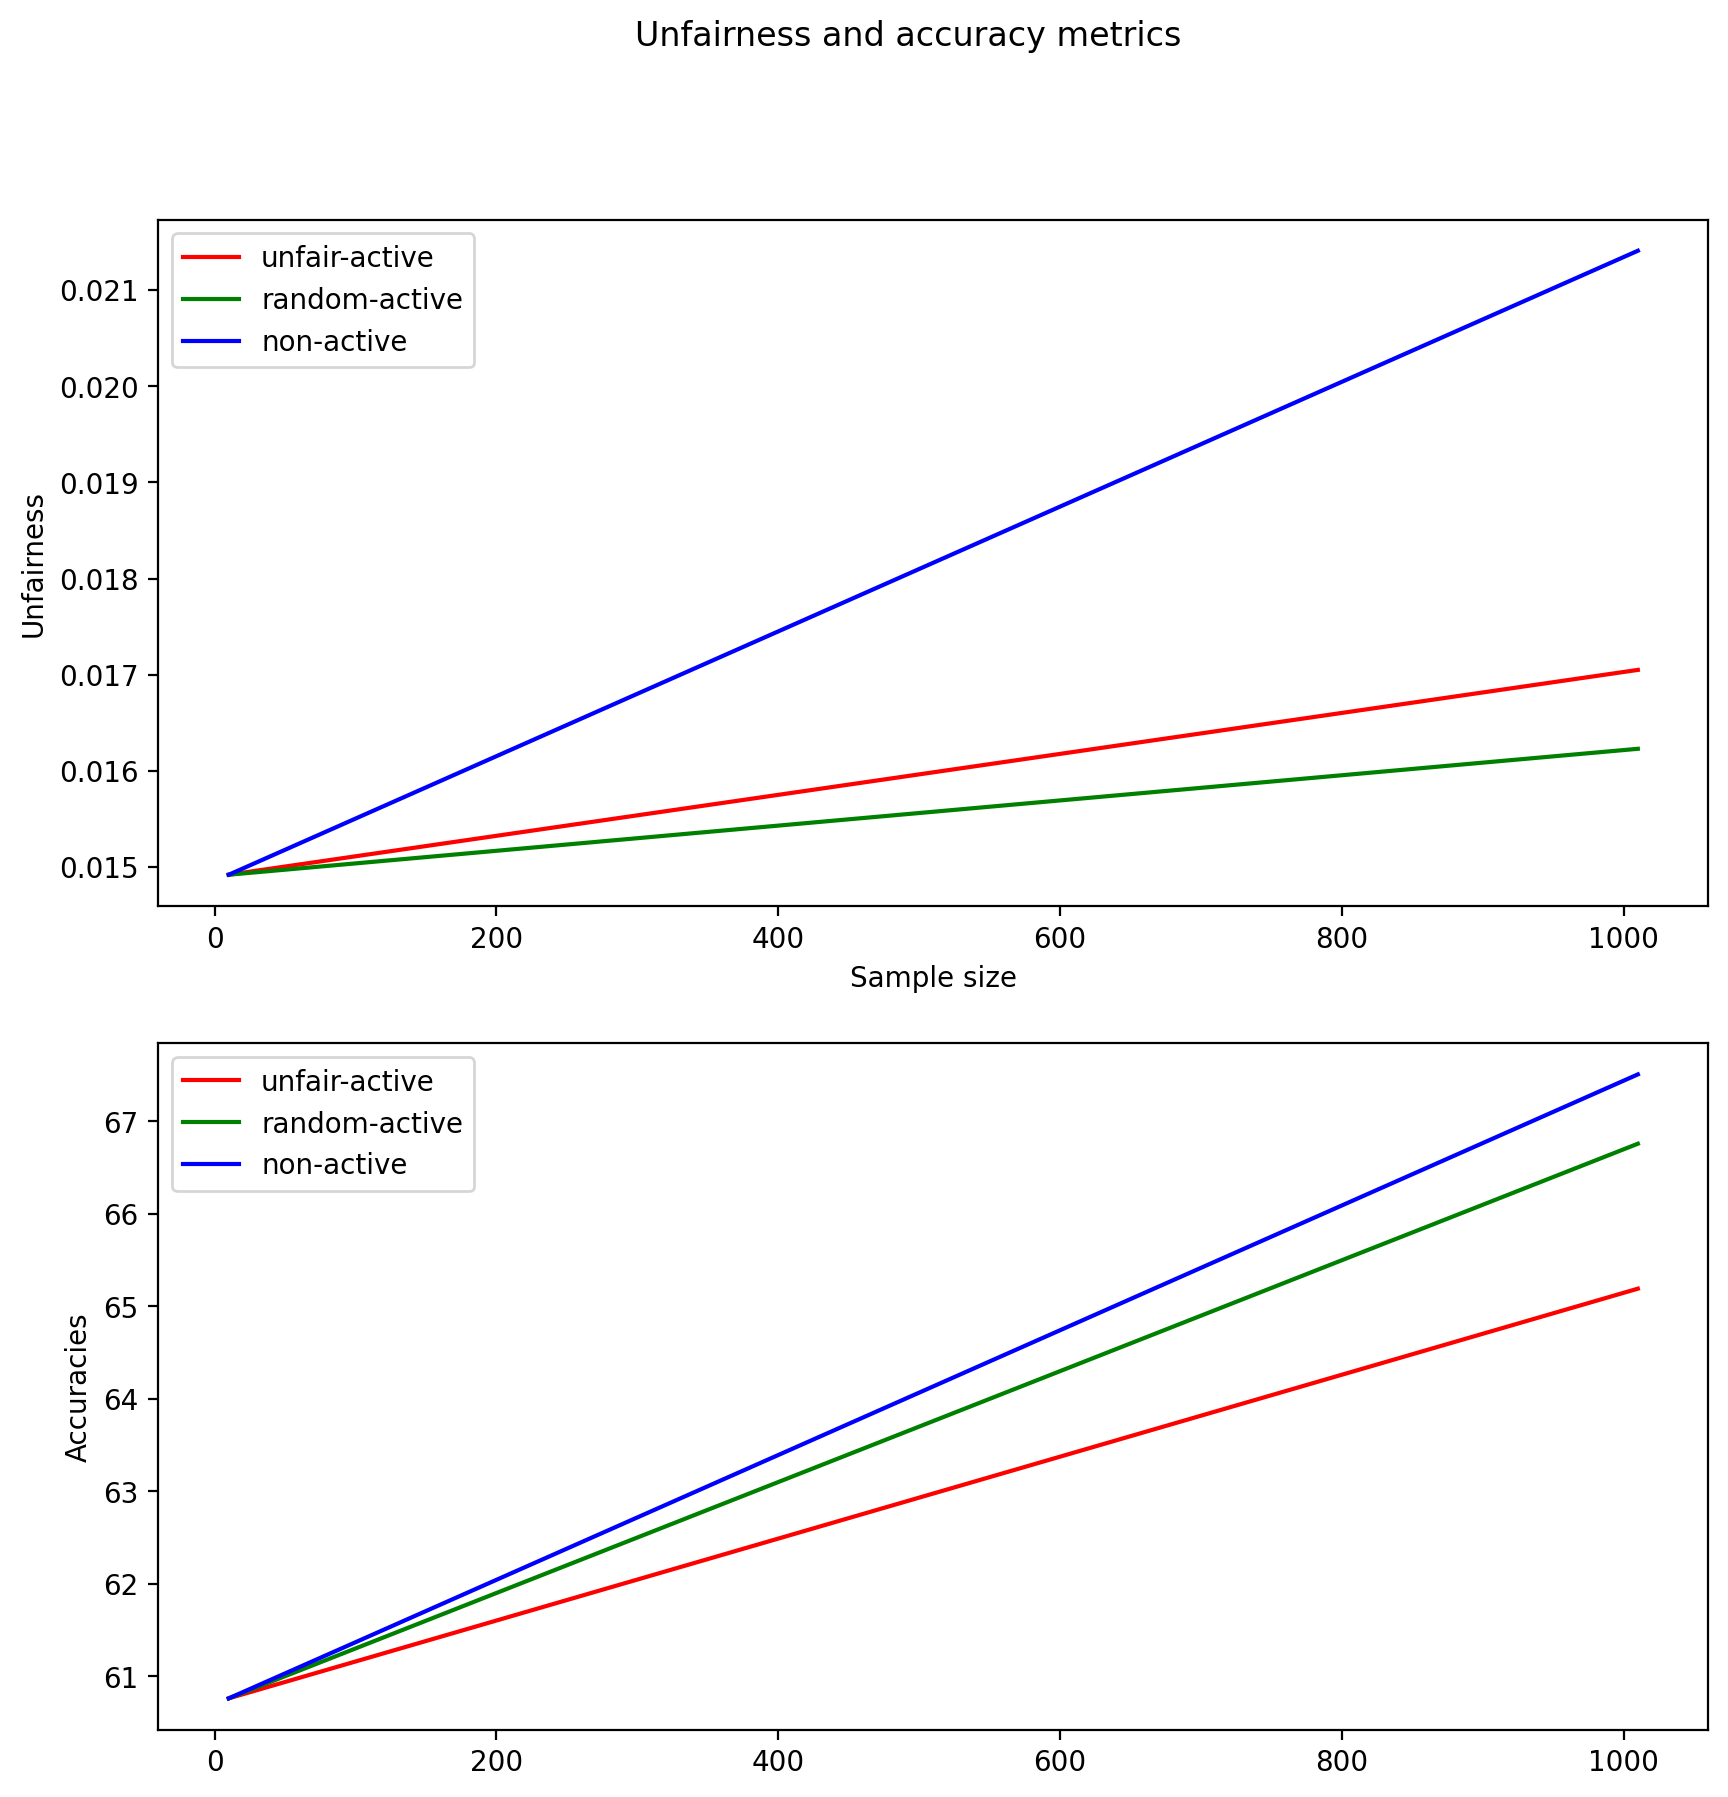 Unfairness and accuracy metrics
unfair-active
random-active
non-active
0.021
0.020
0.019
0.018
0.017
0.016
0.015
Unfairness
0 200 400 600 800 1000
Sample size
unfair-active
random-active
non-active
67
66
65
64
63
62
61
Accuracies
0 200 400 600 800 1000